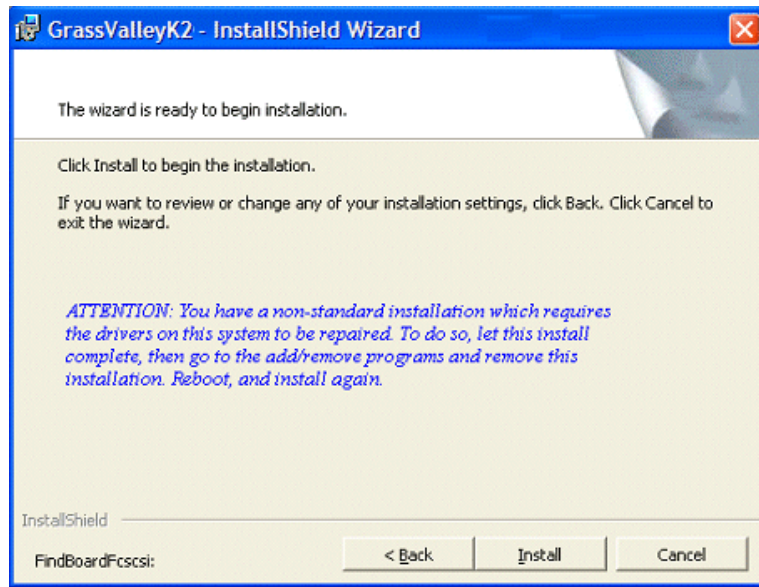 GrassValleyK2 - InstallShield Wizard
The wizard is ready to begin installation.
Click Install to begin the installation.
If you want to review or change any of your installation settings, click Back. Click Cancel to
exit the wizard.
ATTENTION: You have a non-standard installation which requires
the drivers on this system to be repaired. To do so, let this install
complete, then go to the add/remove programs and remove this
installation. Reboot, and install again.
InstallShield
FindBoardFcscsi:
< Back
Install
Cancel